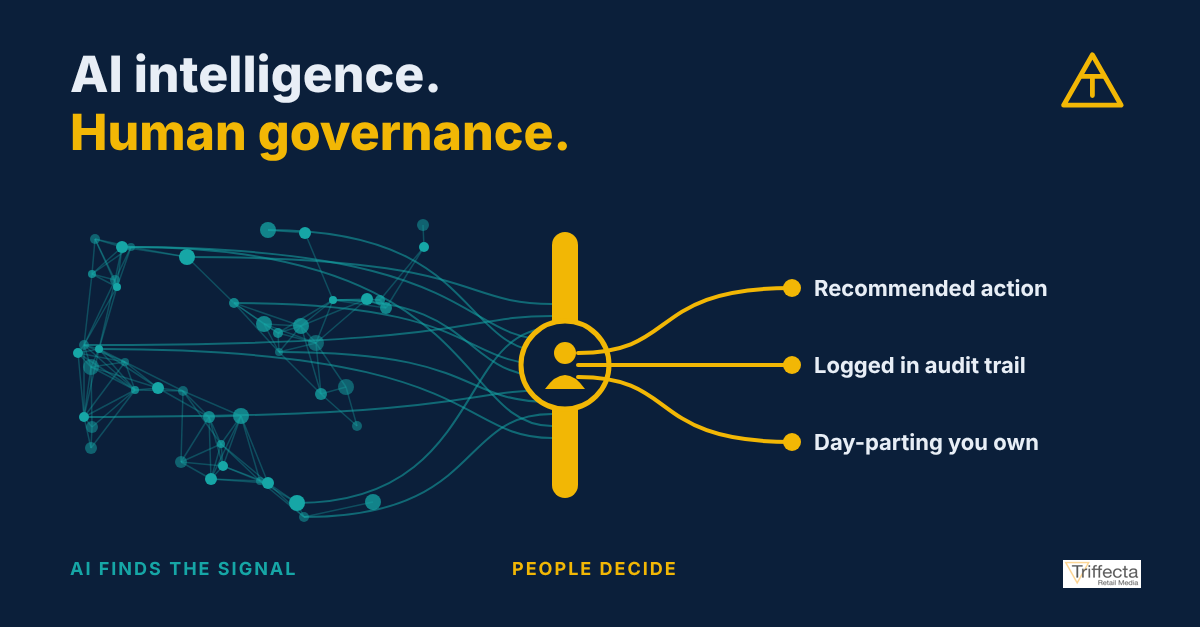 AI intelligence.
Human governance.
Recommended action
Logged in audit trail
Day-parting you own
AI FINDS THE SIGNAL
PEOPLE DECIDE
Triffecta
Retail Media